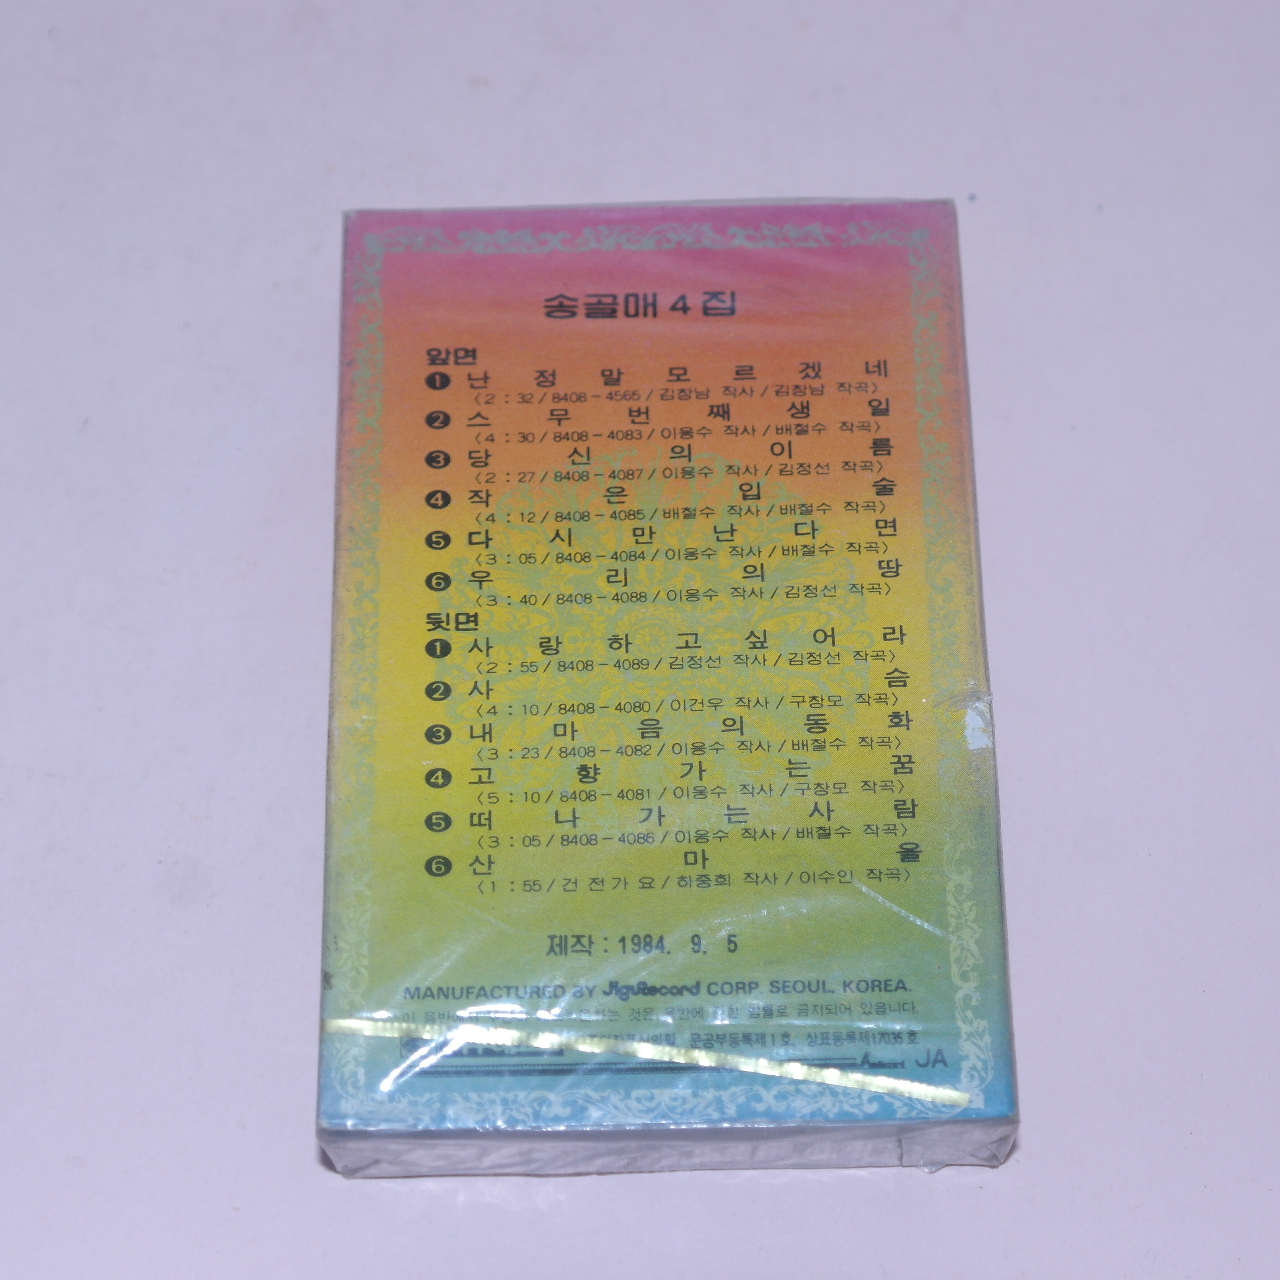 송골매 4 집
앞면
❶ 난 정 말 모 르 겠 네
〈2 : 32 / 8408-4565 / 김창남 작사 / 김창남 작곡〉
❷ 스 무 번 째 생 일
〈4 : 30 / 8408-4083 / 이응수 작사 / 배철수 작곡〉
❸ 당 신 의 이 름
〈2 : 27 / 8408-4087 / 이응수 작사 / 김정선 작곡〉
❹ 작 은 입 술
〈4 : 12 / 8408-4085 / 배철수 작사 / 배철수 작곡〉
❺ 다 시 만 난 다 면
〈3 : 05 / 8408-4084 / 이응수 작사 / 배철수 작곡〉
❻ 우 리 의 땅
〈3 : 40 / 8408-4088 / 이응수 작사 / 김정선 작곡〉
뒷면
❶ 사 랑 하 고 싶 어 라
〈2 : 55 / 8408-4089 / 김정선 작사 / 김정선 작곡〉
❷ 사 슴
〈4 : 10 / 8408-4080 / 이건우 작사 / 구창모 작곡〉
❸ 내 마 음 의 동 화
〈3 : 23 / 8408-4082 / 이응수 작사 / 배철수 작곡〉
❹ 고 향 가 는 꿈
〈5 : 10 / 8408-4081 / 이응수 작사 / 구창모 작곡〉
❺ 떠 나 가 는 사 람
〈3 : 05 / 8408-4086 / 이응수 작사 / 배철수 작곡〉
❻ 산 마 을
〈1 : 55 / 건 전 가 요 / 하중희 작사 / 이수인 작곡〉
제작 : 1984. 9. 5
MANUFACTURED BY JiguRecord CORP. SEOUL, KOREA.
이 것은 법률로 금지되어 있읍니다.
문공부등록제1호. 상표등록제17035호
JA